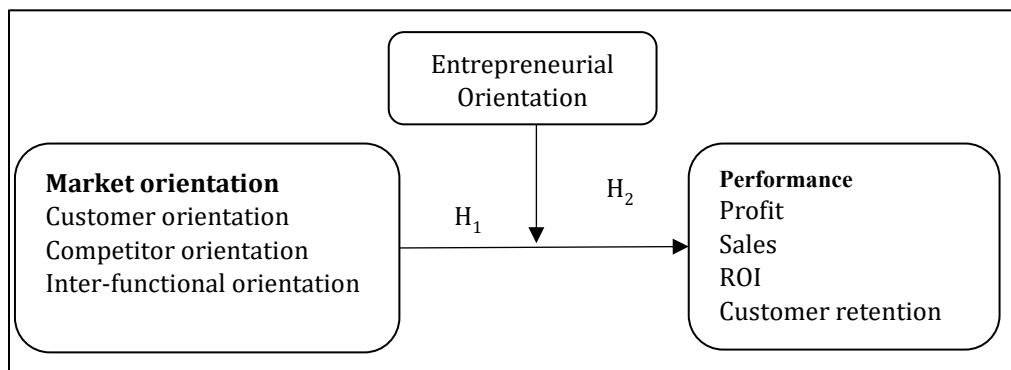 Entrepreneurial
Orientation
Market orientation
Customer orientation
Competitor orientation
Inter-functional orientation
H₁
H₂
Performance
Profit
Sales
ROI
Customer retention